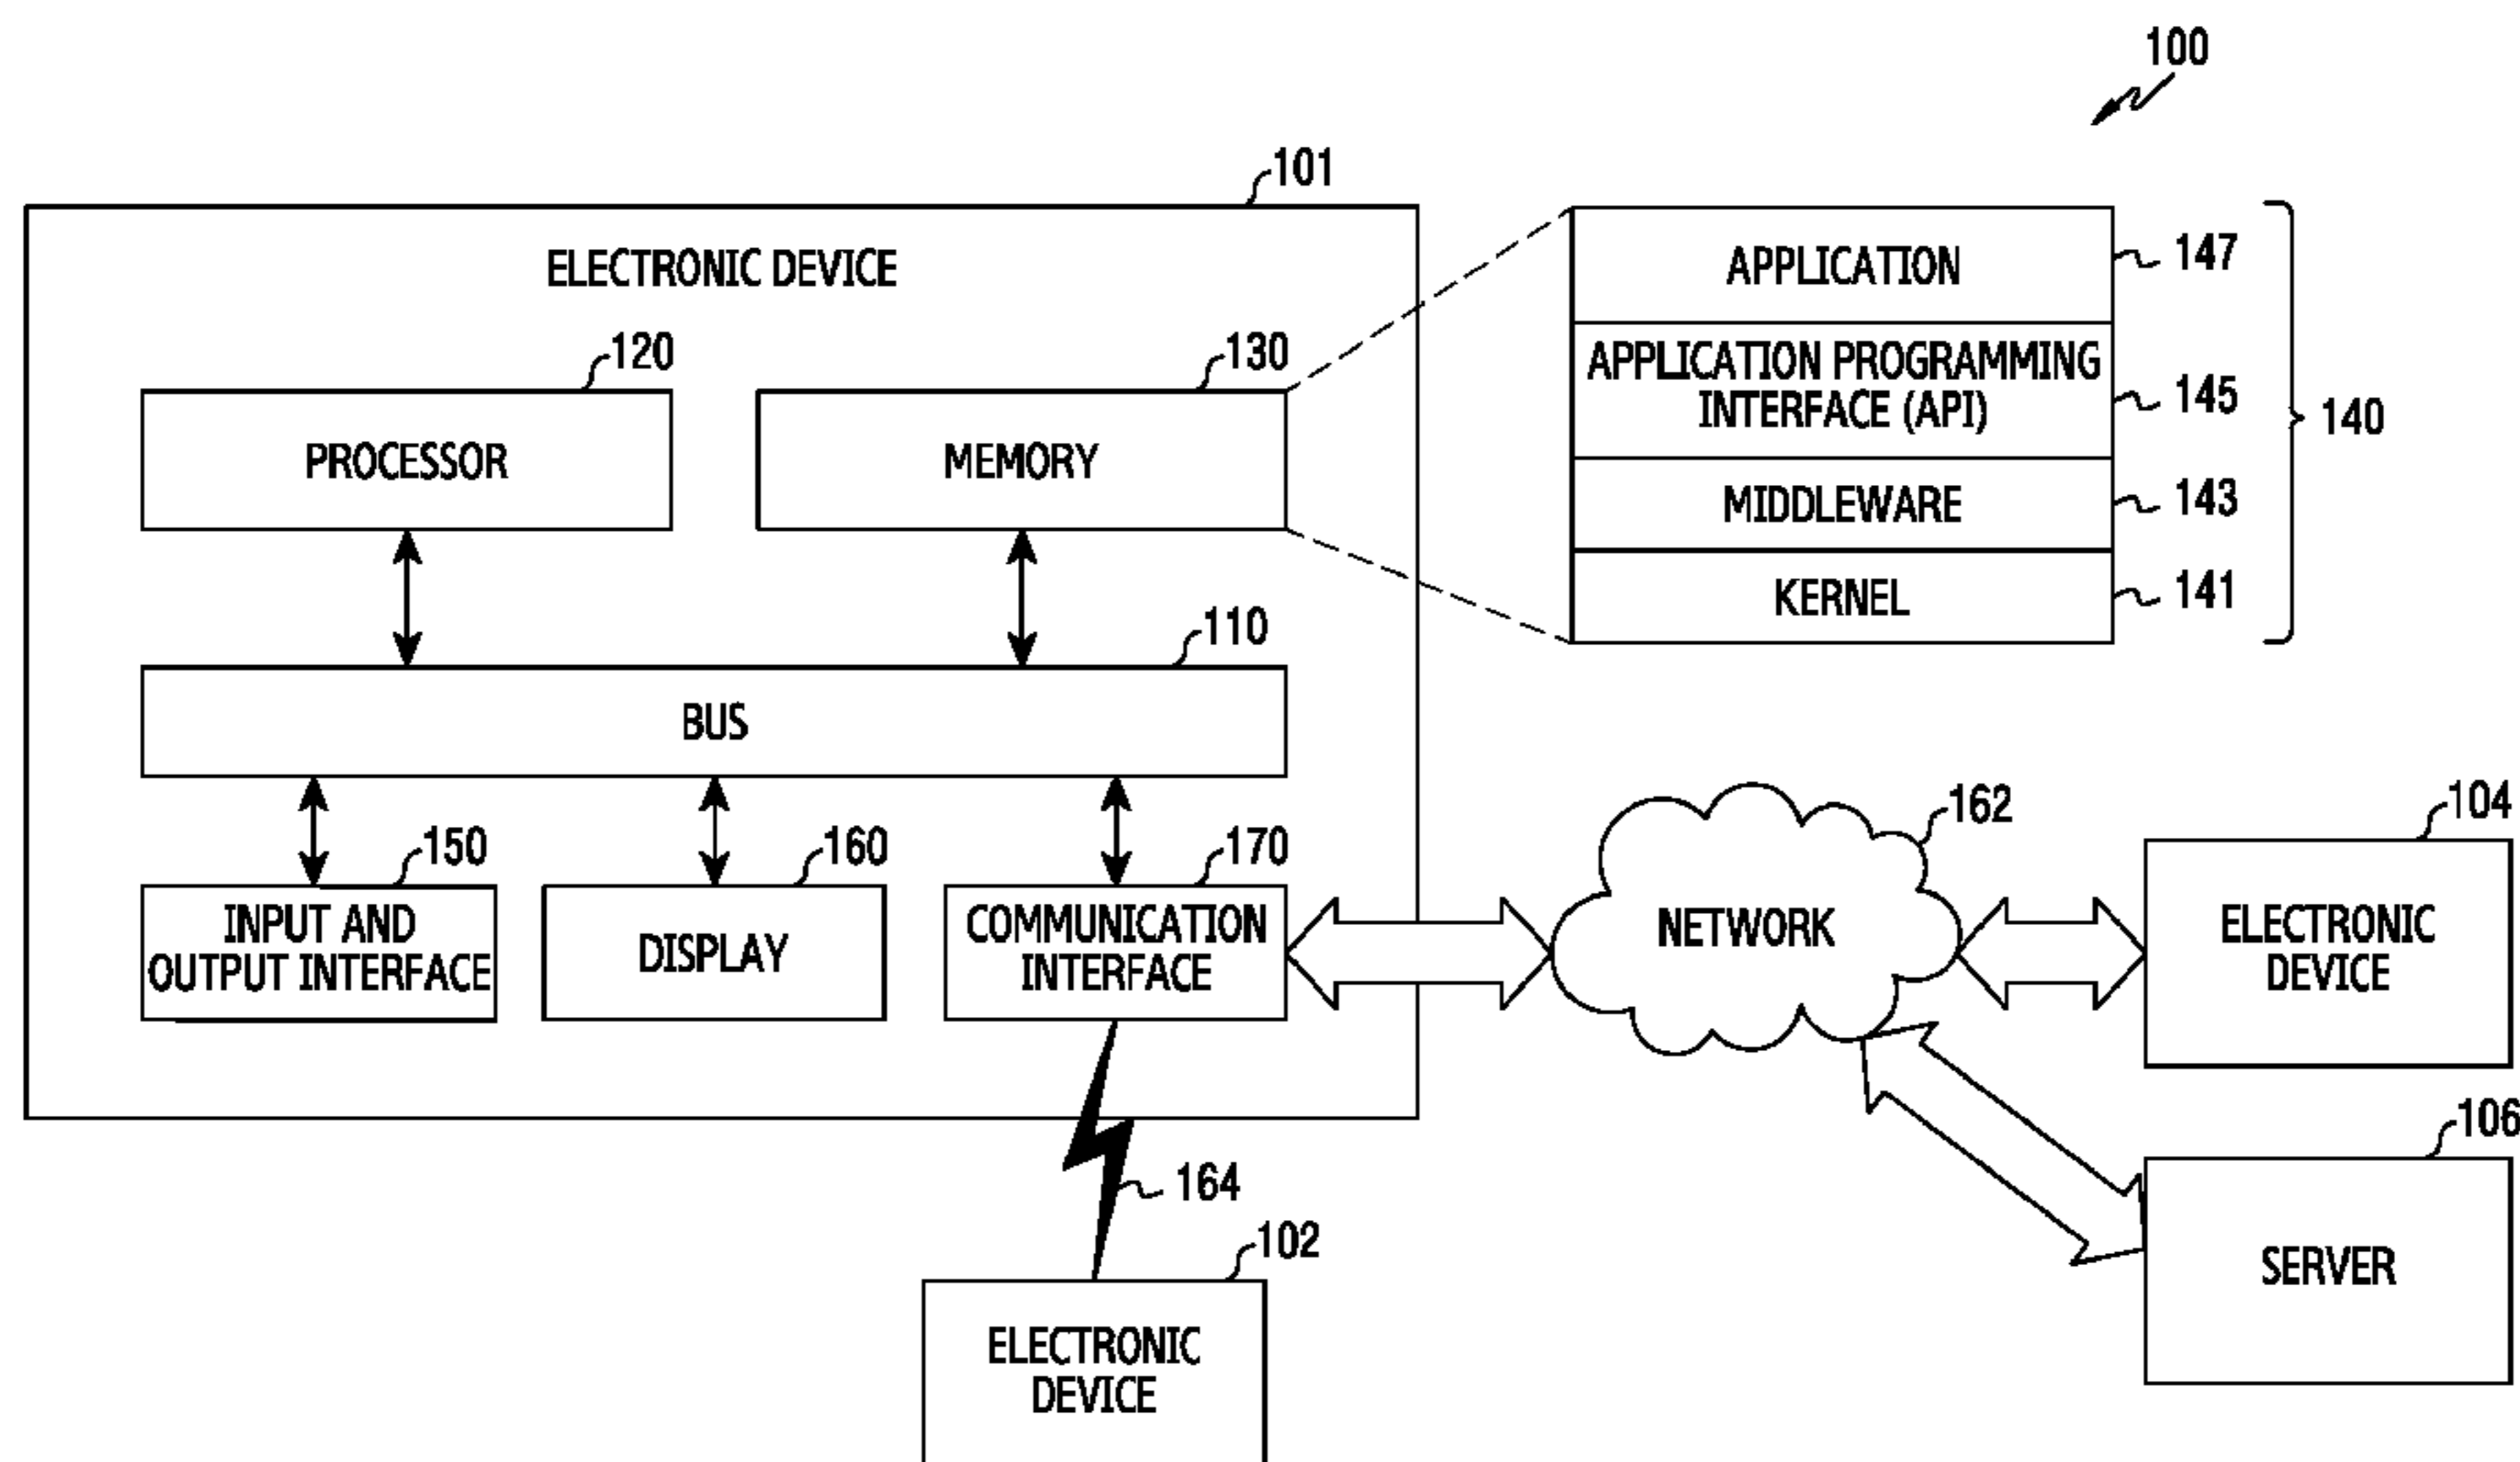 100
101
ELECTRONIC DEVICE
120
PROCESSOR
130
MEMORY
APPLICATION
147
APPLICATION PROGRAMMING
INTERFACE (API)
145
MIDDLEWARE
143
KERNEL
141
140
110
BUS
150
INPUT AND
OUTPUT INTERFACE
160
DISPLAY
170
COMMUNICATION
INTERFACE
162
NETWORK
104
ELECTRONIC
DEVICE
164
102
ELECTRONIC
DEVICE
106
SERVER